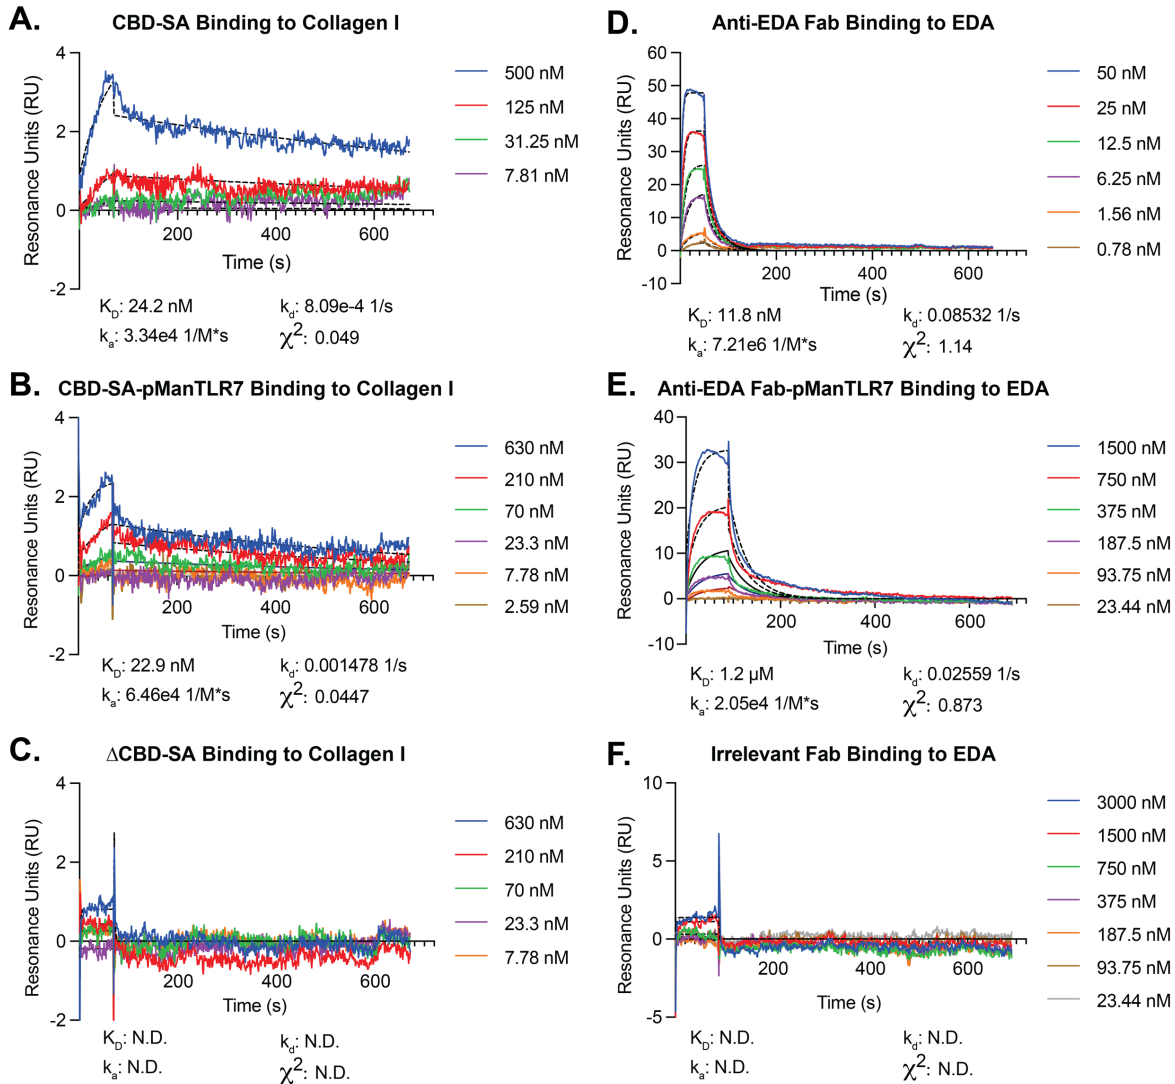 A.
CBD-SA Binding to Collagen I
4
2
0
-2
200
400
600
Resonance Units (RU)
Time (s)
500 nM
125 nM
31.25 nM
7.81 nM
K_D: 24.2 nM
k_d: 8.09e-4 1/s
k_a: 3.34e4 1/M*s
χ²: 0.049
B.
CBD-SA-pManTLR7 Binding to Collagen I
4
2
0
-2
200
400
600
Resonance Units (RU)
Time (s)
630 nM
210 nM
70 nM
23.3 nM
7.78 nM
2.59 nM
K_D: 22.9 nM
k_d: 0.001478 1/s
k_a: 6.46e4 1/M*s
χ²: 0.0447
C.
ΔCBD-SA Binding to Collagen I
4
2
0
-2
200
400
600
Resonance Units (RU)
Time (s)
630 nM
210 nM
70 nM
23.3 nM
7.78 nM
K_D: N.D.
k_d: N.D.
k_a: N.D.
χ²: N.D.
D.
Anti-EDA Fab Binding to EDA
60
50
40
30
20
10
0
-10
200
400
600
Resonance Units (RU)
Time (s)
50 nM
25 nM
12.5 nM
6.25 nM
1.56 nM
0.78 nM
K_D: 11.8 nM
k_d: 0.08532 1/s
k_a: 7.21e6 1/M*s
χ²: 1.14
E.
Anti-EDA Fab-pManTLR7 Binding to EDA
40
30
20
10
0
-10
200
400
600
Resonance Units (RU)
Time (s)
1500 nM
750 nM
375 nM
187.5 nM
93.75 nM
23.44 nM
K_D: 1.2 µM
k_d: 0.02559 1/s
k_a: 2.05e4 1/M*s
χ²: 0.873
F.
Irrelevant Fab Binding to EDA
10
5
0
-5
200
400
600
Resonance Units (RU)
Time (s)
3000 nM
1500 nM
750 nM
375 nM
187.5 nM
93.75 nM
23.44 nM
K_D: N.D.
k_d: N.D.
k_a: N.D.
χ²: N.D.